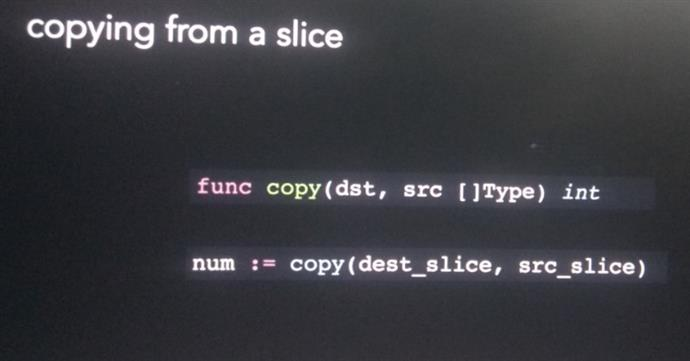 copying from a slice
func copy(dst, src []Type) int
num := copy(dest_slice, src_slice)